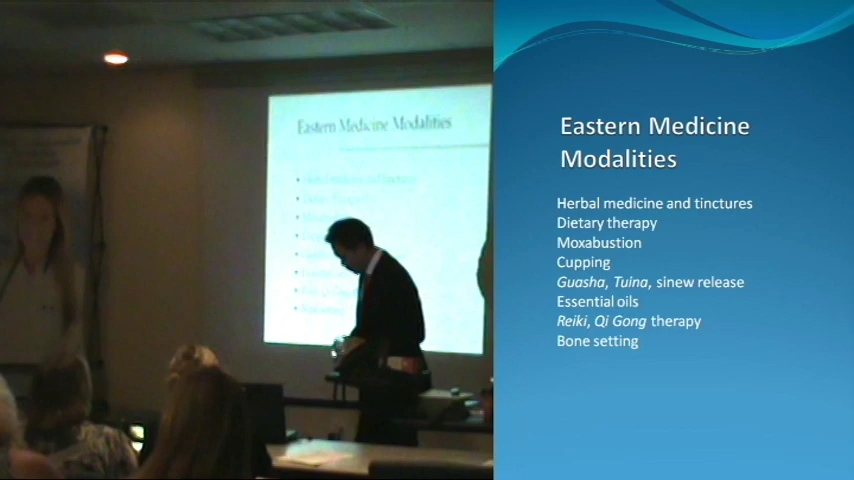 Eastern Medicine Modalities
Eastern Medicine
Modalities
Herbal medicine and tinctures
Dietary therapy
Moxabustion
Cupping
Guasha, Tuina, sinew release
Essential oils
Reiki, Qi Gong therapy
Bone setting